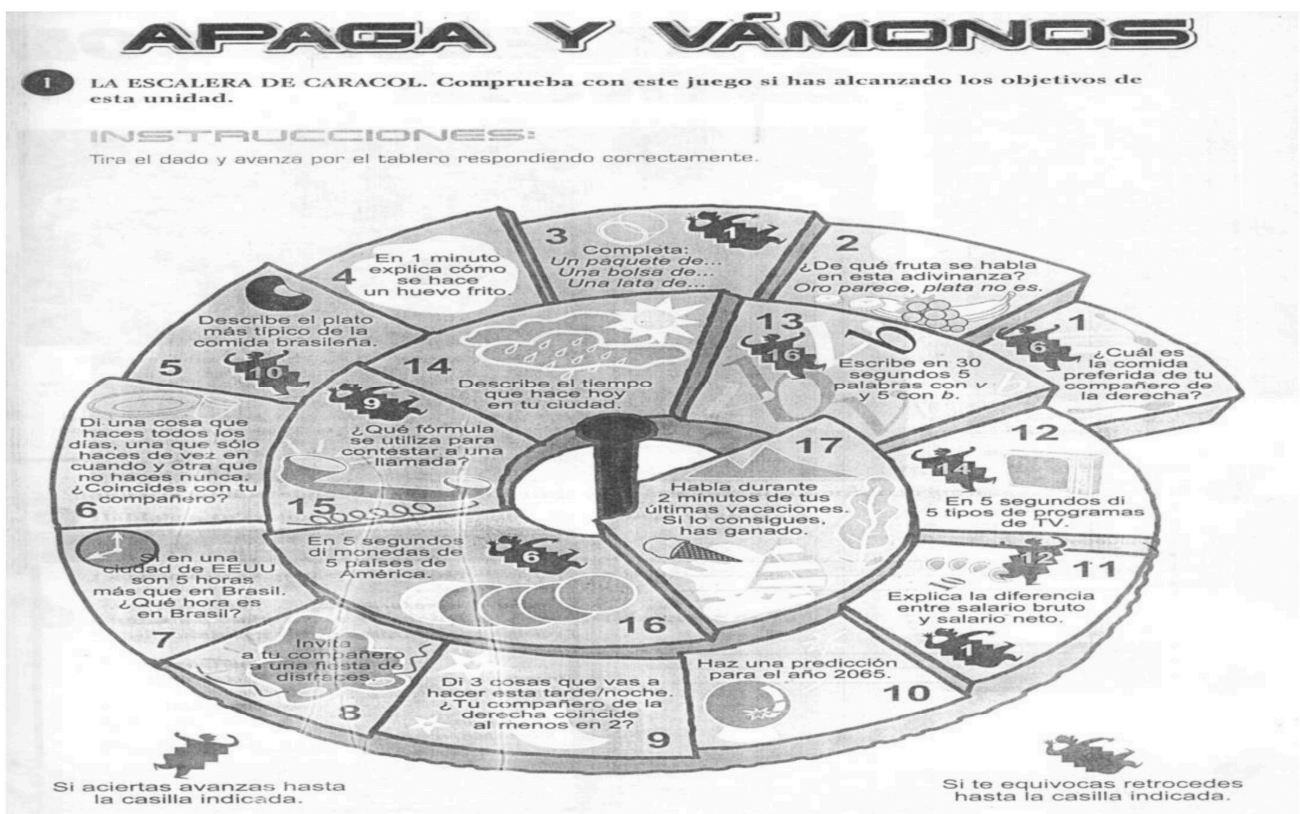 APAGA Y VÁMONOS
1 LA ESCALERA DE CARACOL. Comprueba con este juego si has alcanzado los objetivos de
esta unidad.
INSTRUCCIONES:
Tira el dado y avanza por el tablero respondiendo correctamente.
1
6
¿Cuál es
la comida
preferida de tu
compañero de
la derecha?
2
¿De qué fruta se habla
en esta adivinanza?
Oro parece, plata no es.
3
1
Completa:
Un paquete de...
Una bolsa de...
Una lata de...
4
En 1 minuto
explica cómo
se hace
un huevo frito.
5
Describe el plato
más típico de la
comida brasileña.
10
Di una cosa que
haces todos los
días, una que sólo
haces de vez en
cuando y otra que
no haces nunca.
¿Coincides con tu
compañero?
6
Si en una
ciudad de EEUU
son 5 horas
más que en Brasil.
¿Qué hora es
en Brasil?
7
Invita
a tu compañero
a una fiesta de
disfraces.
8
Di 3 cosas que vas a
hacer esta tarde/noche.
¿Tu compañero de la
derecha coincide
al menos en 2?
9
Haz una predicción
para el año 2065.
10
12
11
Explica la diferencia
entre salario bruto
y salario neto.
1
12
14
En 5 segundos di
5 tipos de programas
de TV.
13
16
b
Escribe en 30
segundos 5
palabras con v
y 5 con b.
14
Describe el tiempo
que hace hoy
en tu ciudad.
9
¿Qué fórmula
se utiliza para
contestar a una
llamada?
15
En 5 segundos
di monedas de
5 países de
América.
6
16
17
Habla durante
2 minutos de tus
últimas vacaciones.
Si lo consigues,
has ganado.
Si aciertas avanzas hasta
la casilla indicada.
Si te equivocas retrocedes
hasta la casilla indicada.